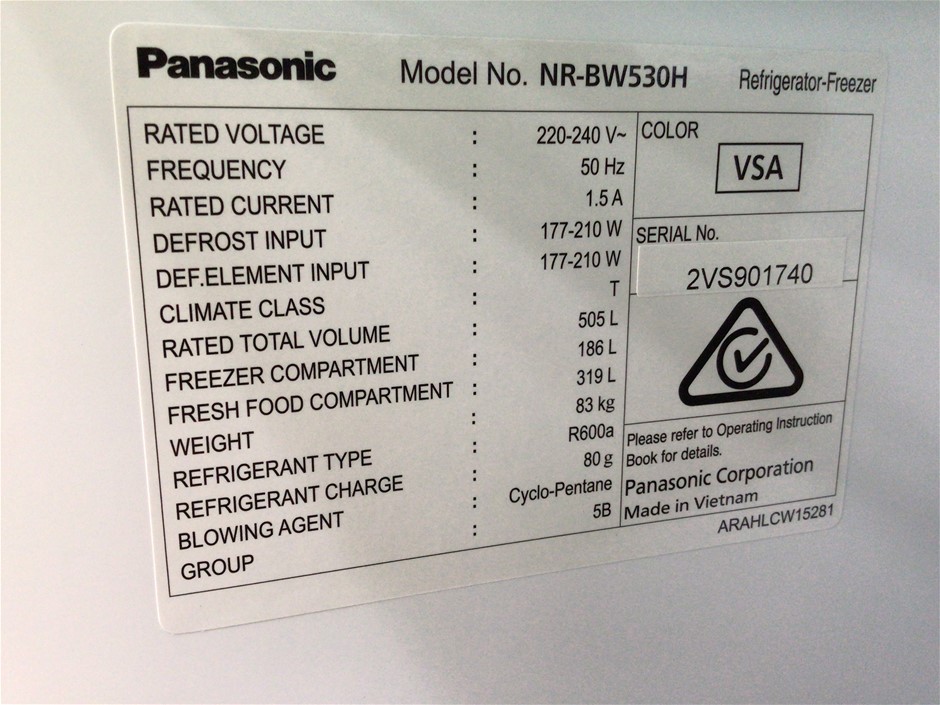 Panasonic Model No. NR-BW530H Refrigerator-Freezer
RATED VOLTAGE : 220-240 V~
FREQUENCY : 50 Hz
RATED CURRENT : 1.5 A
DEFROST INPUT : 177-210 W
DEF.ELEMENT INPUT : 177-210 W
CLIMATE CLASS : T
RATED TOTAL VOLUME : 505 L
FREEZER COMPARTMENT : 186 L
FRESH FOOD COMPARTMENT : 319 L
WEIGHT : 83 kg
REFRIGERANT TYPE : R600a
REFRIGERANT CHARGE : 80 g
BLOWING AGENT : Cyclo-Pentane
GROUP : 5B
COLOR
VSA
SERIAL No.
2VS901740
Please refer to Operating Instruction
Book for details.
Panasonic Corporation
Made in Vietnam
ARAHLCW15281